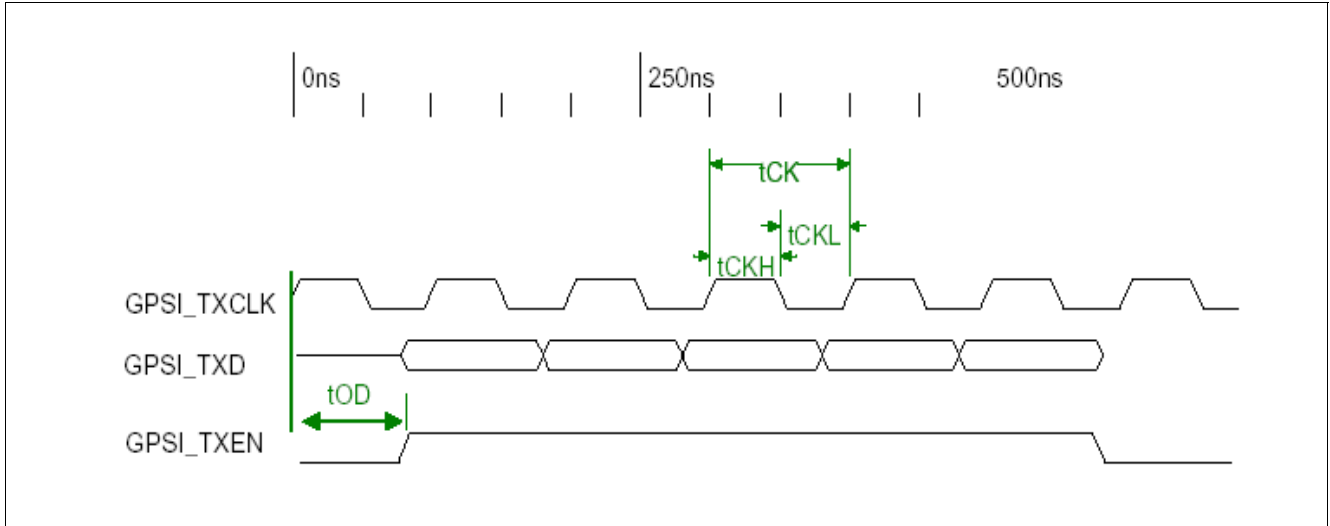 0ns 250ns 500ns
tCK
tCKL
tCKH
GPSI_TXCLK
GPSI_TXD
tOD
GPSI_TXEN